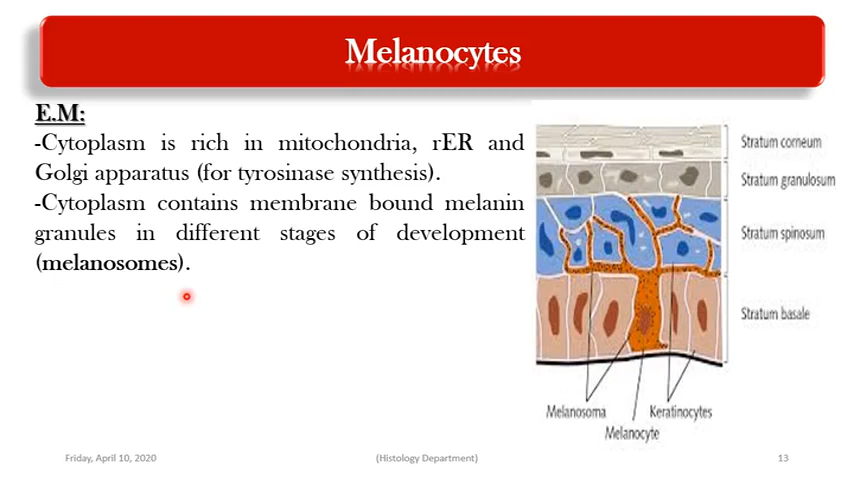 Melanocytes
E.M:
-Cytoplasm is rich in mitochondria, rER and
Golgi apparatus (for tyrosinase synthesis).
-Cytoplasm contains membrane bound melanin
granules in different stages of development
(melanosomes).
Stratum corneum
Stratum granulosum
Stratum spinosum
Stratum basale
Melanosoma
Keratinocytes
Melanocyte
Friday, April 10, 2020
(Histology Department)
13